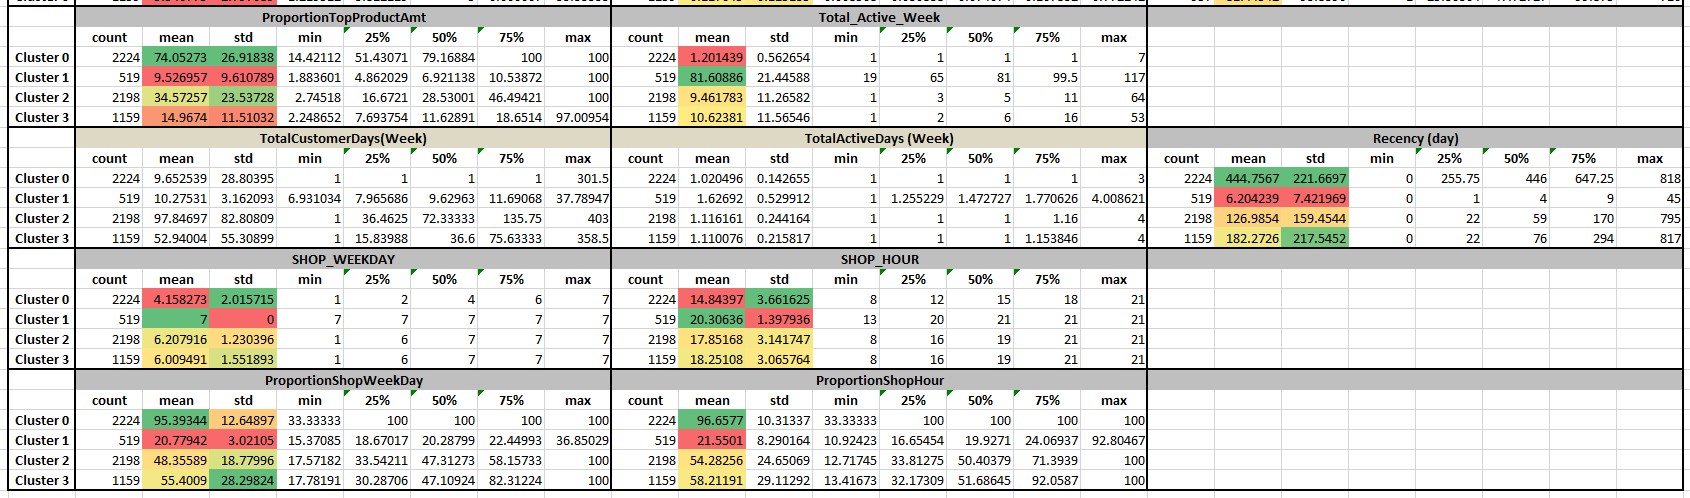 ProportionTopProductAmt Total_Active_Week
count mean std min 25% 50% 75% max count mean std min 25% 50% 75% max
Cluster 0 2224 74.05273 26.91838 14.42112 51.43071 79.16884 100 100 2224 1.201439 0.562654 1 1 1 1 7
Cluster 1 519 9.526957 9.610789 1.883601 4.862029 6.921138 10.53872 100 519 81.60886 21.44588 19 65 81 99.5 117
Cluster 2 2198 34.57257 23.53728 2.74518 16.6721 28.53001 46.49421 100 2198 9.461783 11.26582 1 3 5 11 64
Cluster 3 1159 14.9674 11.51032 2.248652 7.693754 11.62891 18.6514 97.00954 1159 10.62381 11.56546 1 2 6 16 53
TotalCustomerDays(Week) TotalActiveDays (Week) Recency (day)
count mean std min 25% 50% 75% max count mean std min 25% 50% 75% max count mean std min 25% 50% 75% max
Cluster 0 2224 9.652539 28.80395 1 1 1 1 301.5 2224 1.020496 0.142655 1 1 1 1 3 2224 444.7567 221.6697 0 255.75 446 647.25 818
Cluster 1 519 10.27531 3.162093 6.931034 7.965686 9.62963 11.69068 37.78947 519 1.62692 0.529912 1 1.255229 1.472727 1.770626 4.008621 519 6.204239 7.421969 0 1 4 9 45
Cluster 2 2198 97.84697 82.80809 1 36.4625 72.33333 135.75 403 2198 1.116161 0.244164 1 1 1 1.16 4 2198 126.9854 159.4544 0 22 59 170 795
Cluster 3 1159 52.94004 55.30899 1 15.83988 36.6 75.63333 358.5 1159 1.110076 0.215817 1 1 1 1.153846 4 1159 182.2726 217.5452 0 22 76 294 817
SHOP_WEEKDAY SHOP_HOUR
count mean std min 25% 50% 75% max count mean std min 25% 50% 75% max
Cluster 0 2224 4.158273 2.015715 1 2 4 6 7 2224 14.84397 3.661625 8 12 15 18 21
Cluster 1 519 7 0 7 7 7 7 7 519 20.30636 1.397936 13 20 21 21 21
Cluster 2 2198 6.207916 1.230396 1 6 7 7 7 2198 17.85168 3.141747 8 16 19 21 21
Cluster 3 1159 6.009491 1.551893 1 6 7 7 7 1159 18.25108 3.065764 8 16 19 21 21
ProportionShopWeekDay ProportionShopHour
count mean std min 25% 50% 75% max count mean std min 25% 50% 75% max
Cluster 0 2224 95.39344 12.64897 33.33333 100 100 100 100 2224 96.6577 10.31337 33.33333 100 100 100 100
Cluster 1 519 20.77942 3.02105 15.37085 18.67017 20.28799 22.44993 36.85029 519 21.5501 8.290164 10.92423 16.65454 19.9271 24.06937 92.80467
Cluster 2 2198 48.35589 18.77996 17.57182 33.54211 47.31273 58.15733 100 2198 54.28256 24.65069 12.71745 33.81275 50.40379 71.3939 100
Cluster 3 1159 55.4009 28.29824 17.78191 30.28706 47.10924 82.31224 100 1159 58.21191 29.11292 13.41673 32.17309 51.68645 92.0587 100